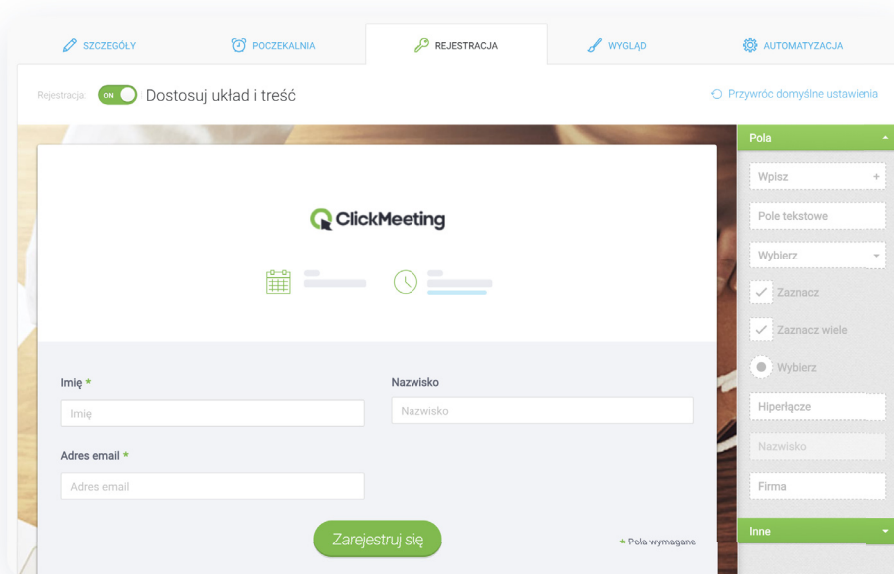 SZCZEGÓŁY
POCZEKALNIA
REJESTRACJA
WYGLĄD
AUTOMATYZACJA
Rejestracja: ON Dostosuj układ i treść
Przywróc domyślne ustawienia
Pola
Wpisz +
Pole tekstowe
Wybierz
Zaznacz
Zaznacz wiele
Wybierz
Hiperłącze
Nazwisko
Firma
Inne
ClickMeeting
Imię *
Nazwisko
Imię
Nazwisko
Adres email *
Adres email
Zarejestruj się
* Pola wymagane